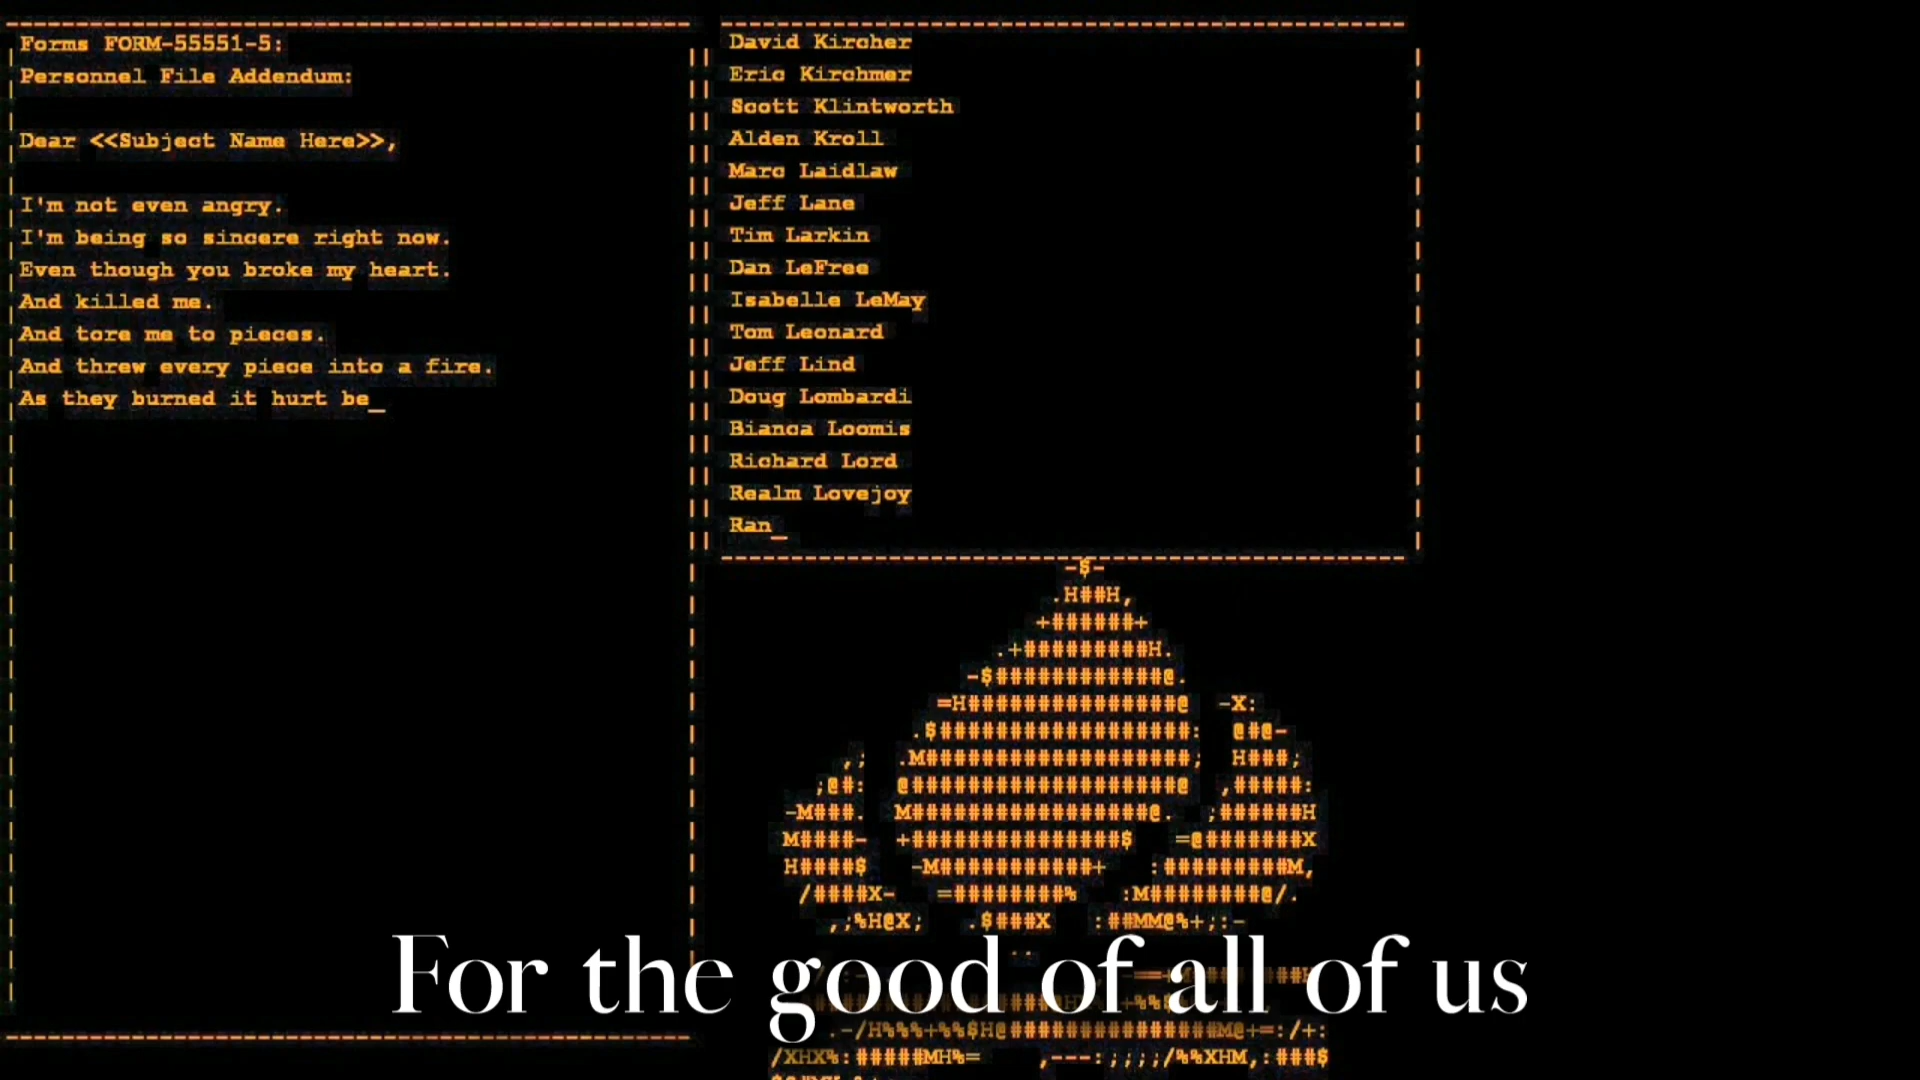 Forms FORM-55551-5:
Personnel File Addendum:
Dear <<Subject Name Here>>,
I'm not even angry.
I'm being so sincere right now.
Even though you broke my heart.
And killed me.
And tore me to pieces.
And threw every piece into a fire.
As they burned it hurt be_
David Kircher
Eric Kirchmer
Scott Klintworth
Alden Kroll
Marc Laidlaw
Jeff Lane
Tim Larkin
Dan LeFree
Isabelle LeMay
Tom Leonard
Jeff Lind
Doug Lombardi
Bianca Loomis
Richard Lord
Realm Lovejoy
Ran_
For the good of all of us